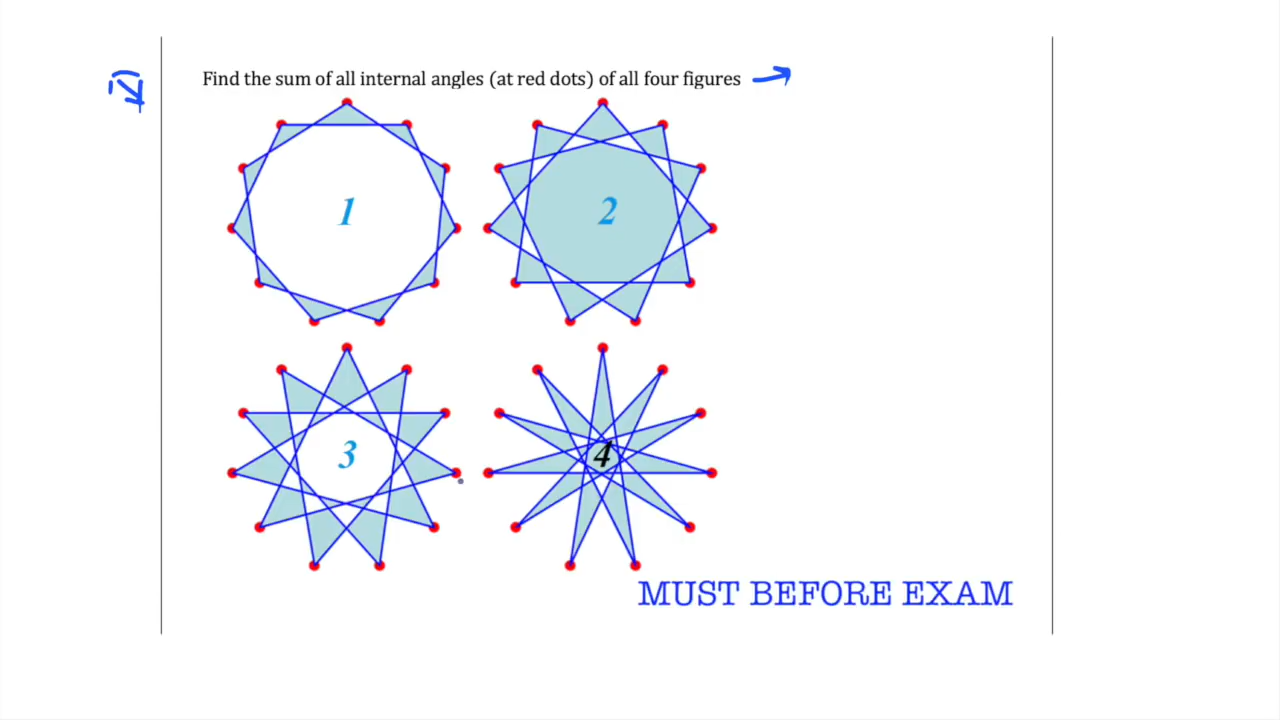 Find the sum of all internal angles (at red dots) of all four figures
1
2
3
4
MUST BEFORE EXAM